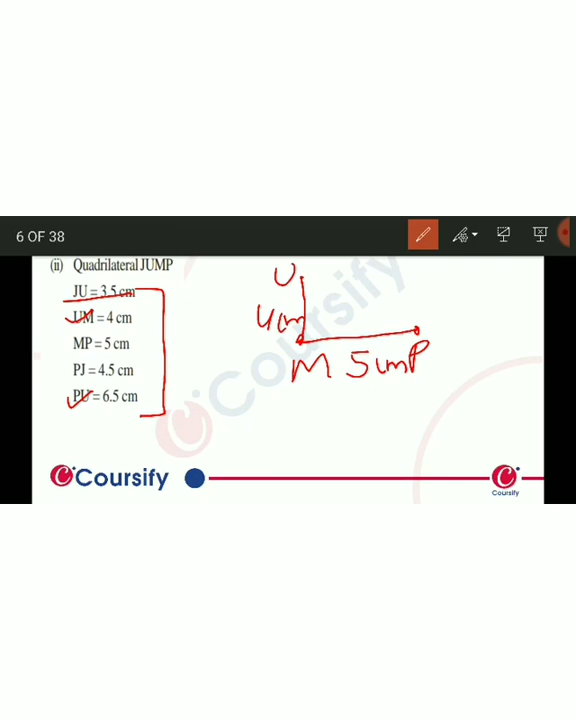 6 OF 38
(ii) Quadrilateral JUMP
JU = 3.5 cm
UM = 4 cm
MP = 5 cm
PJ = 4.5 cm
PU = 6.5 cm
U
4cm
M 5cm P
Coursify
Coursify
Coursify